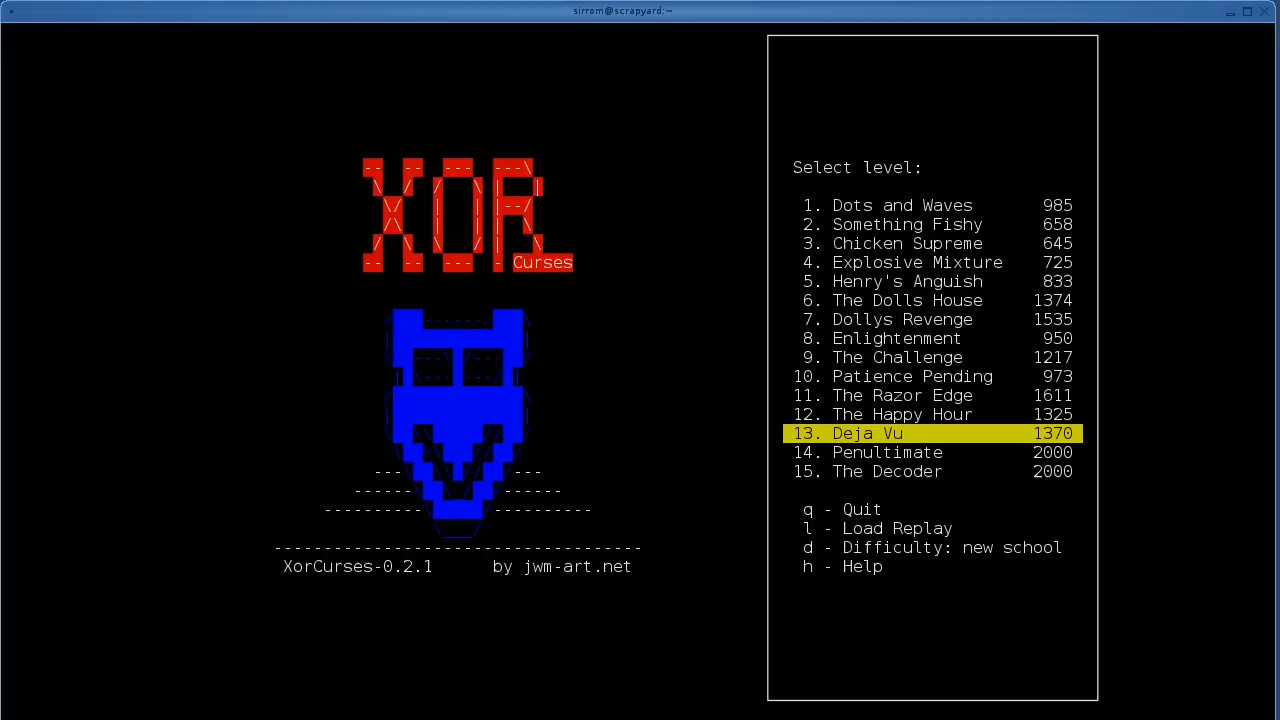 sirrom@scrapyard:~
XOR
Curses
XorCurses-0.2.1 by jwm-art.net
Select level:
1. Dots and Waves 985
2. Something Fishy 658
3. Chicken Supreme 645
4. Explosive Mixture 725
5. Henry's Anguish 833
6. The Dolls House 1374
7. Dollys Revenge 1535
8. Enlightenment 950
9. The Challenge 1217
10. Patience Pending 973
11. The Razor Edge 1611
12. The Happy Hour 1325
13. Deja Vu 1370
14. Penultimate 2000
15. The Decoder 2000
q - Quit
l - Load Replay
d - Difficulty: new school
h - Help